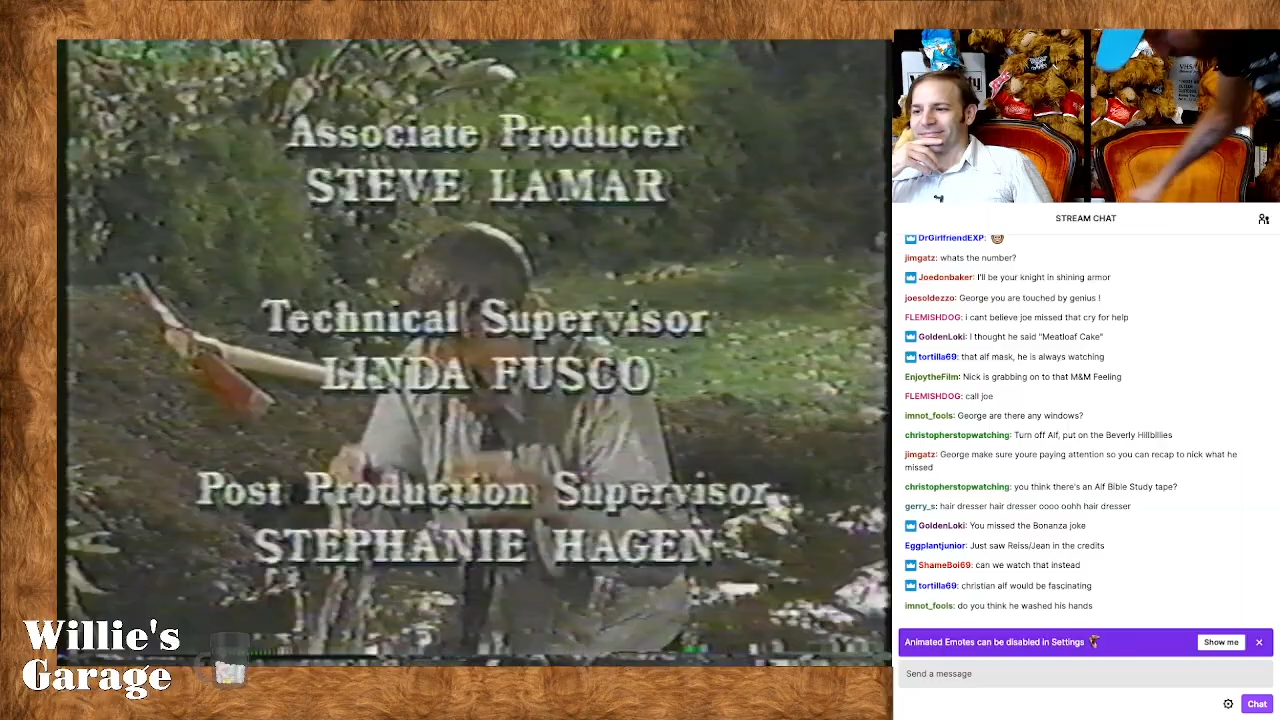 Associate Producer
STEVE LAMAR
Technical Supervisor
LINDA FUSCO
Post Production Supervisor
STEPHANIE HAGEN
Willie's
Garage
STREAM CHAT
DrGirlfriendEXP:
jimgatz: whats the number?
Joedonbaker: I'll be your knight in shining armor
joesoldezzo: George you are touched by genius !
FLEMISHDOG: i cant believe joe missed that cry for help
GoldenLoki: I thought he said "Meatloaf Cake"
tortilla69: that alf mask, he is always watching
EnjoytheFilm: Nick is grabbing on to that M&M Feeling
FLEMISHDOG: call joe
imnot_fools: George are there any windows?
christopherstopwatching: Turn off Alf, put on the Beverly Hillbillies
jimgatz: George make sure youre paying attention so you can recap to nick what he
missed
christopherstopwatching: you think there's an Alf Bible Study tape?
gerry_s: hair dresser hair dresser oooo oohh hair dresser
GoldenLoki: You missed the Bonanza joke
Eggplantjunior: Just saw Reiss/Jean in the credits
ShameBoi69: can we watch that instead
tortilla69: christian alf would be fascinating
imnot_fools: do you think he washed his hands
Animated Emotes can be disabled in Settings
Show me
Send a message
Chat